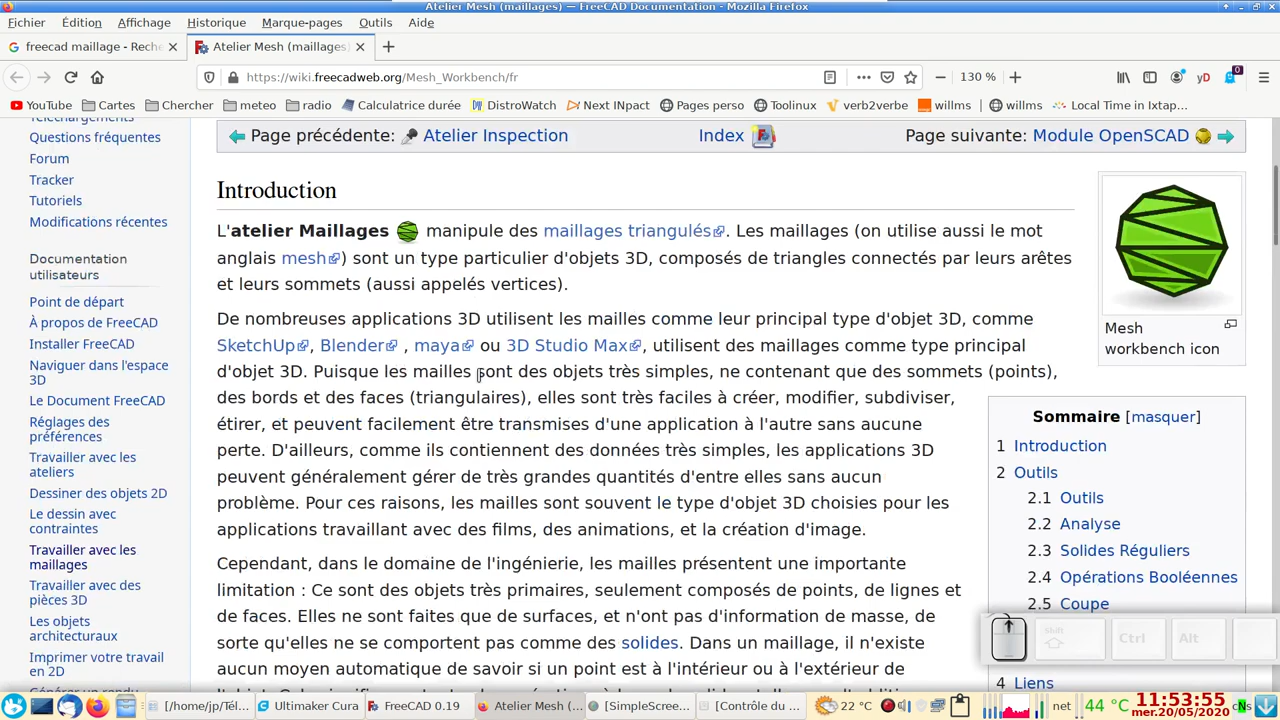 Atelier Mesh (maillages) — FreeCAD Documentation - Mozilla Firefox
Fichier Édition Affichage Historique Marque-pages Outils Aide
freecad maillage - Reche Atelier Mesh (maillages)
https://wiki.freecadweb.org/Mesh_Workbench/fr 130 % yD 0
YouTube Cartes Chercher meteo radio Calculatrice durée DistroWatch Next INpact Pages perso Toolinux verb2verbe willms willms Local Time in Ixtap…
Téléchargements
Questions fréquentes
Forum
Tracker
Tutoriels
Modifications récentes
Documentation
utilisateurs
Point de départ
À propos de FreeCAD
Installer FreeCAD
Naviguer dans l'espace
3D
Le Document FreeCAD
Réglages des
préférences
Travailler avec les
ateliers
Dessiner des objets 2D
Le dessin avec
contraintes
Travailler avec les
maillages
Travailler avec des
pièces 3D
Les objets
architecturaux
Imprimer votre travail
en 2D
Page précédente: Atelier Inspection Index Page suivante: Module OpenSCAD
Introduction
L'atelier Maillages manipule des maillages triangulés. Les maillages (on utilise aussi le mot
anglais mesh) sont un type particulier d'objets 3D, composés de triangles connectés par leurs arêtes
et leurs sommets (aussi appelés vertices).
De nombreuses applications 3D utilisent les mailles comme leur principal type d'objet 3D, comme
SketchUp, Blender , maya ou 3D Studio Max, utilisent des maillages comme type principal
d'objet 3D. Puisque les mailles sont des objets très simples, ne contenant que des sommets (points),
des bords et des faces (triangulaires), elles sont très faciles à créer, modifier, subdiviser,
étirer, et peuvent facilement être transmises d'une application à l'autre sans aucune
perte. D'ailleurs, comme ils contiennent des données très simples, les applications 3D
peuvent généralement gérer de très grandes quantités d'entre elles sans aucun
problème. Pour ces raisons, les mailles sont souvent le type d'objet 3D choisies pour les
applications travaillant avec des films, des animations, et la création d'image.
Cependant, dans le domaine de l'ingénierie, les mailles présentent une importante
limitation : Ce sont des objets très primaires, seulement composés de points, de lignes et
de faces. Elles ne sont faites que de surfaces, et n'ont pas d'information de masse, de
sorte qu'elles ne se comportent pas comme des solides. Dans un maillage, il n'existe
aucun moyen automatique de savoir si un point est à l'intérieur ou à l'extérieur de
Mesh
workbench icon
Sommaire [masquer]
1 Introduction
2 Outils
2.1 Outils
2.2 Analyse
2.3 Solides Réguliers
2.4 Opérations Booléennes
2.5 Coupe
4 Liens
Shift Ctrl Alt
[/home/jp/Tél… Ultimaker Cura FreeCAD 0.19 Atelier Mesh (… [SimpleScree… [Contrôle du … 22 °C net 44 °C 11:53:55
mer.20/05/2020